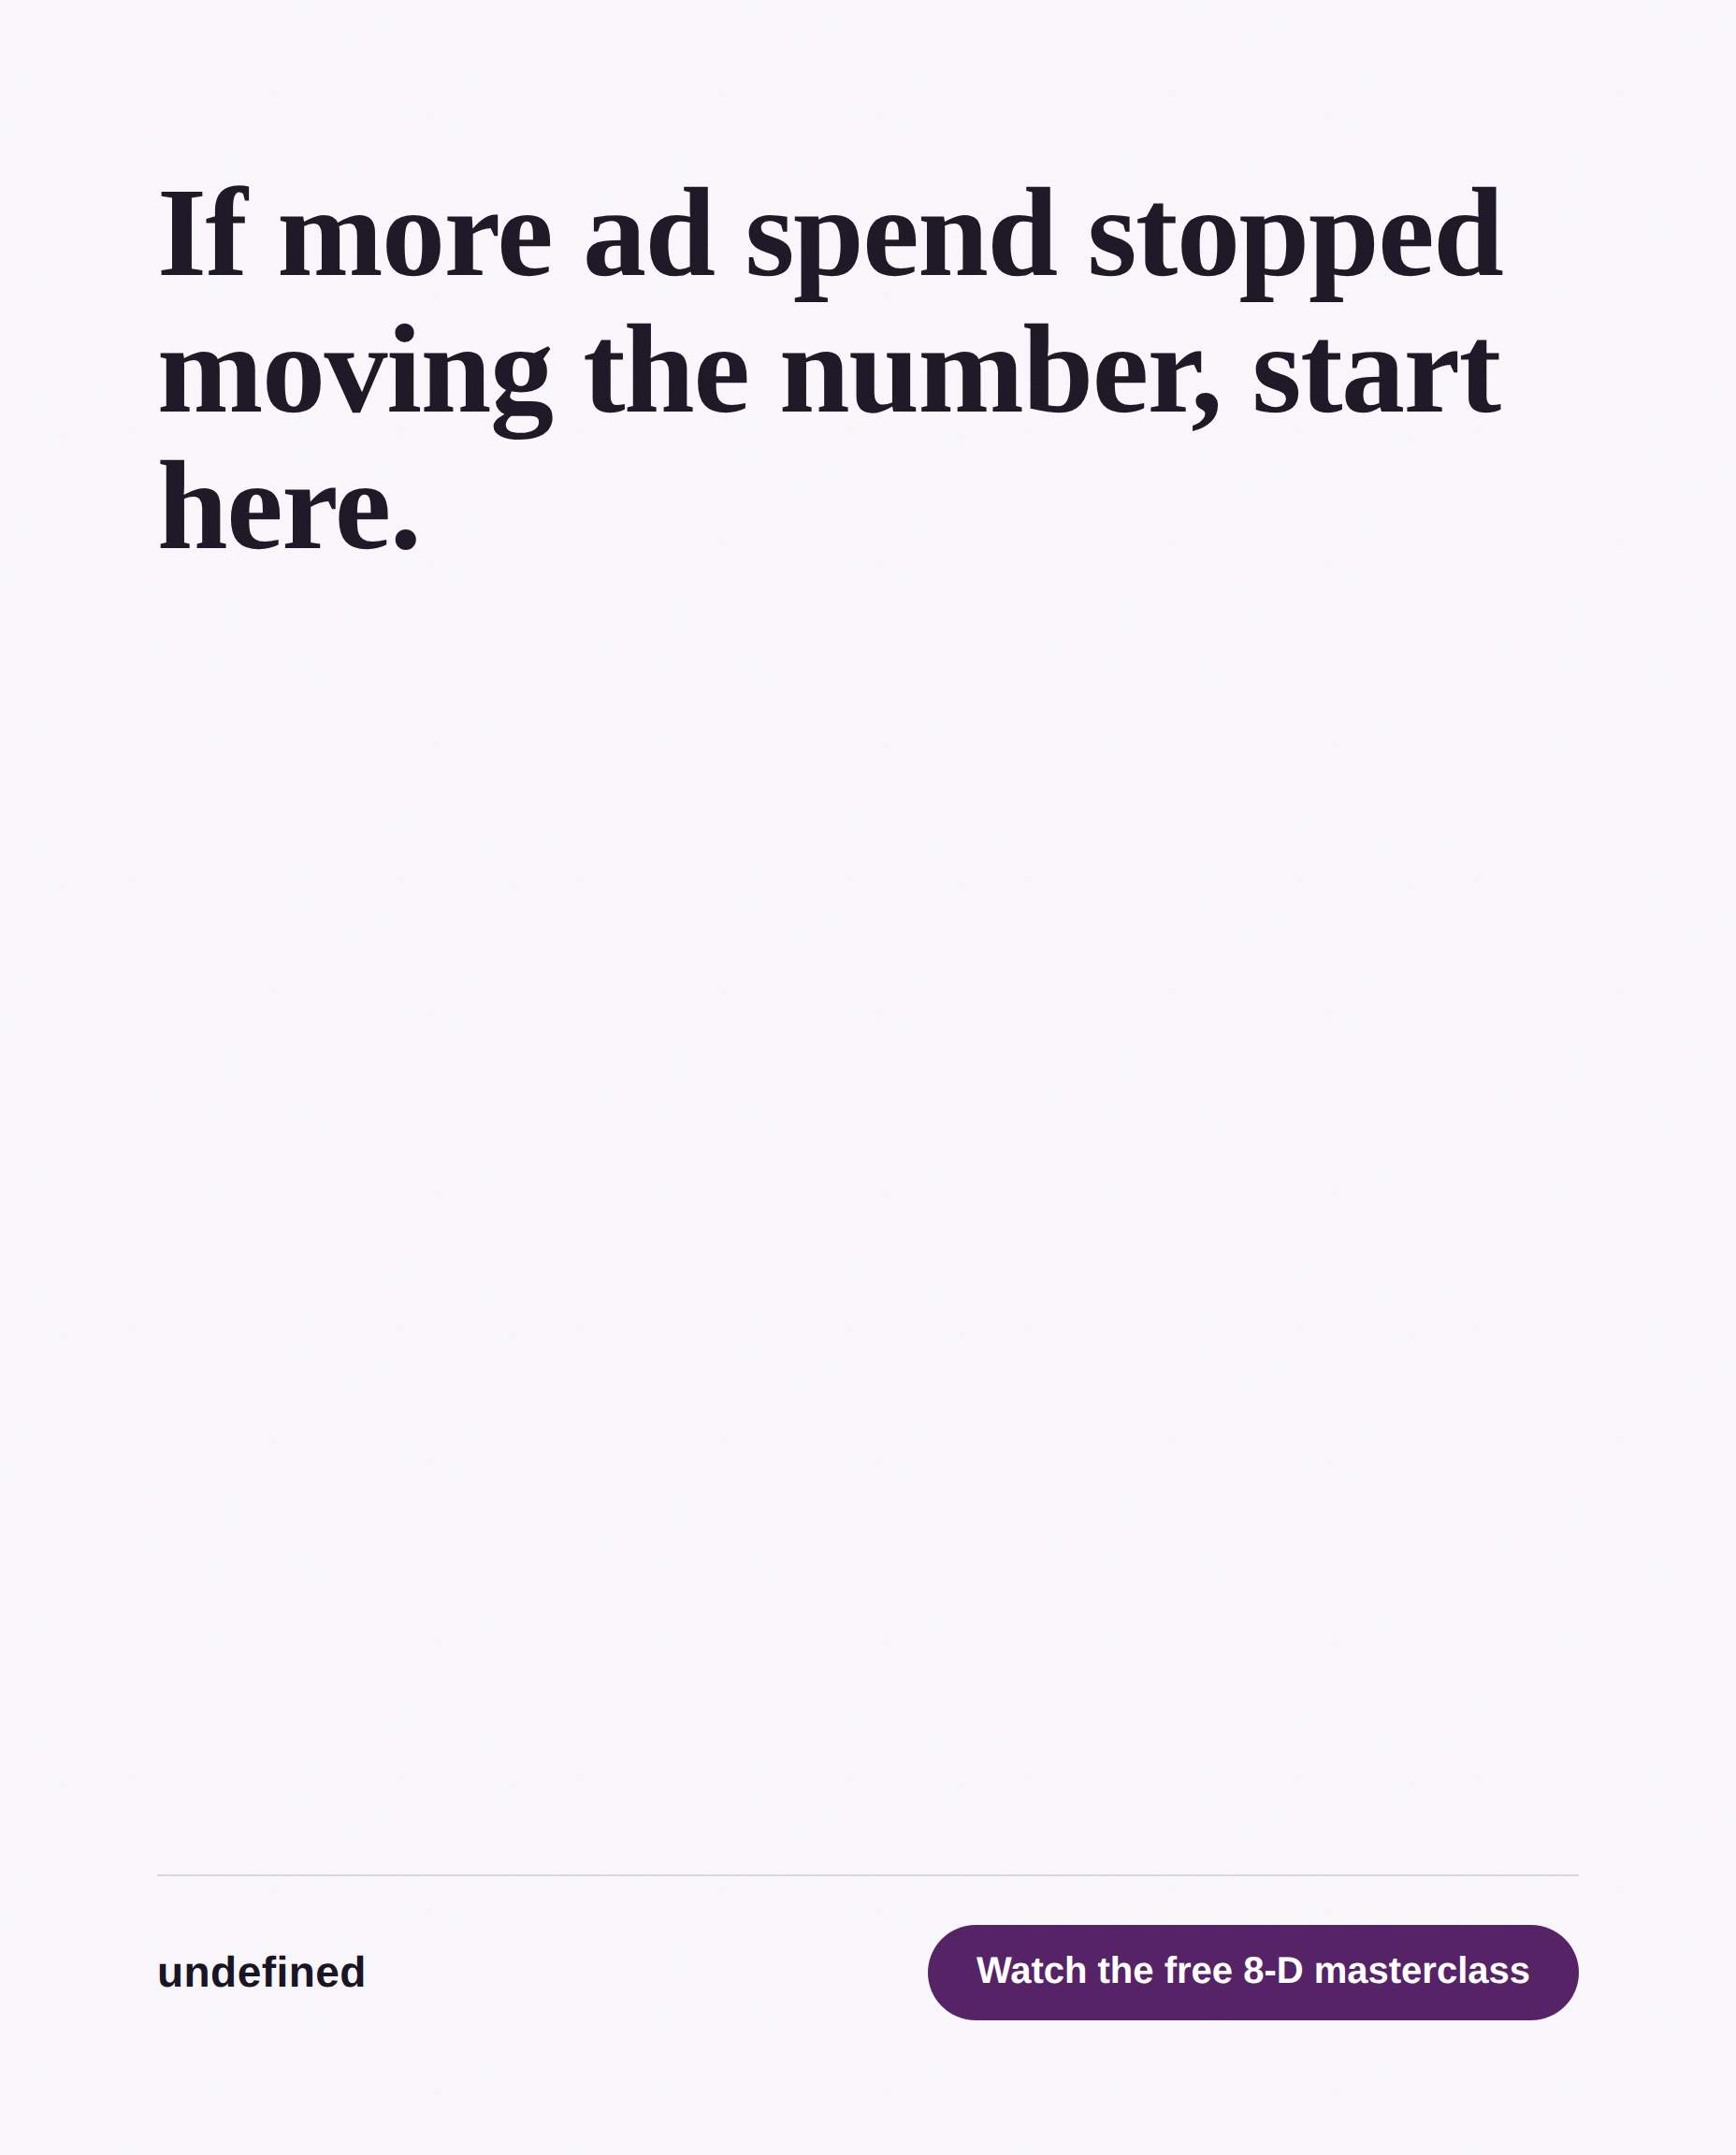 If more ad spend stopped
moving the number, start
here.
undefined
Watch the free 8-D masterclass